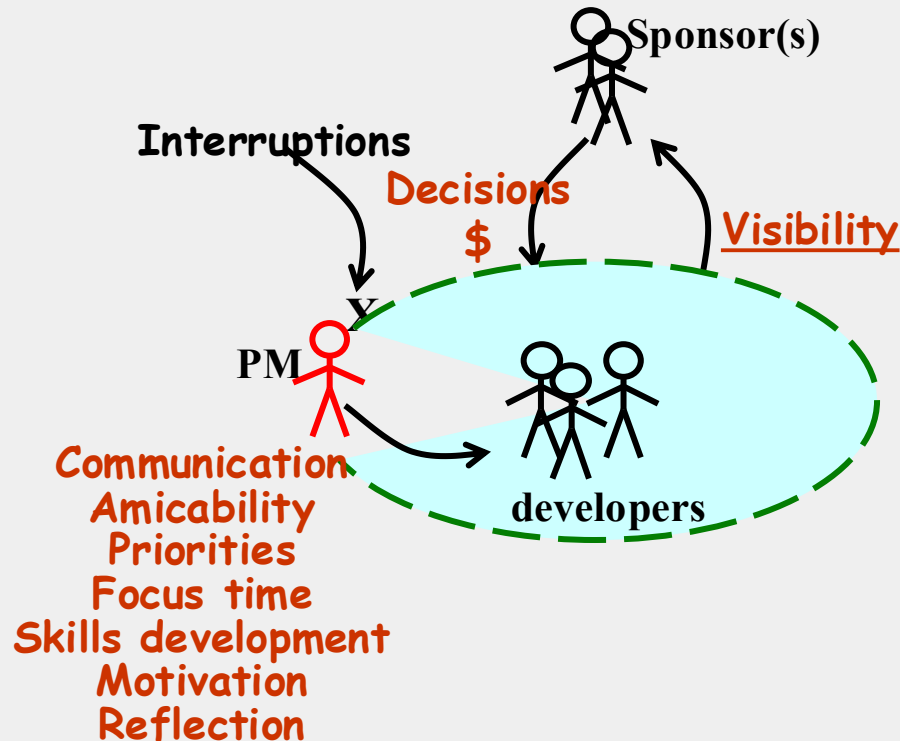 Sponsor(s)
Interruptions
Decisions
$
Visibility
X
PM
developers
Communication
Amicability
Priorities
Focus time
Skills development
Motivation
Reflection